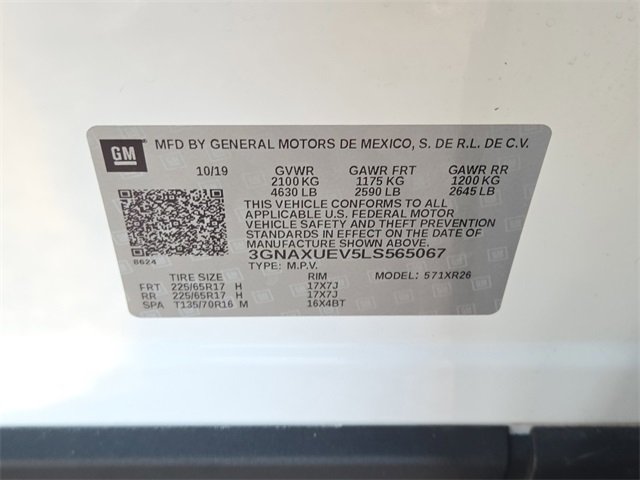 GM
MFD BY GENERAL MOTORS DE MEXICO, S. DE R.L. DE C.V.
10/19 GVWR GAWR FRT GAWR RR
2100 KG 1175 KG 1200 KG
4630 LB 2590 LB 2645 LB
THIS VEHICLE CONFORMS TO ALL
APPLICABLE U.S. FEDERAL MOTOR
VEHICLE SAFETY AND THEFT PREVENTION
STANDARDS IN EFFECT ON THE DATE OF
MANUFACTURE SHOWN ABOVE.
3GNAXUEV5LS565067
8624 TYPE: M.P.V.
TIRE SIZE RIM MODEL: 571XR26
FRT 225/65R17 H 17X7J
RR 225/65R17 H 17X7J
SPA T135/70R16 M 16X4BT